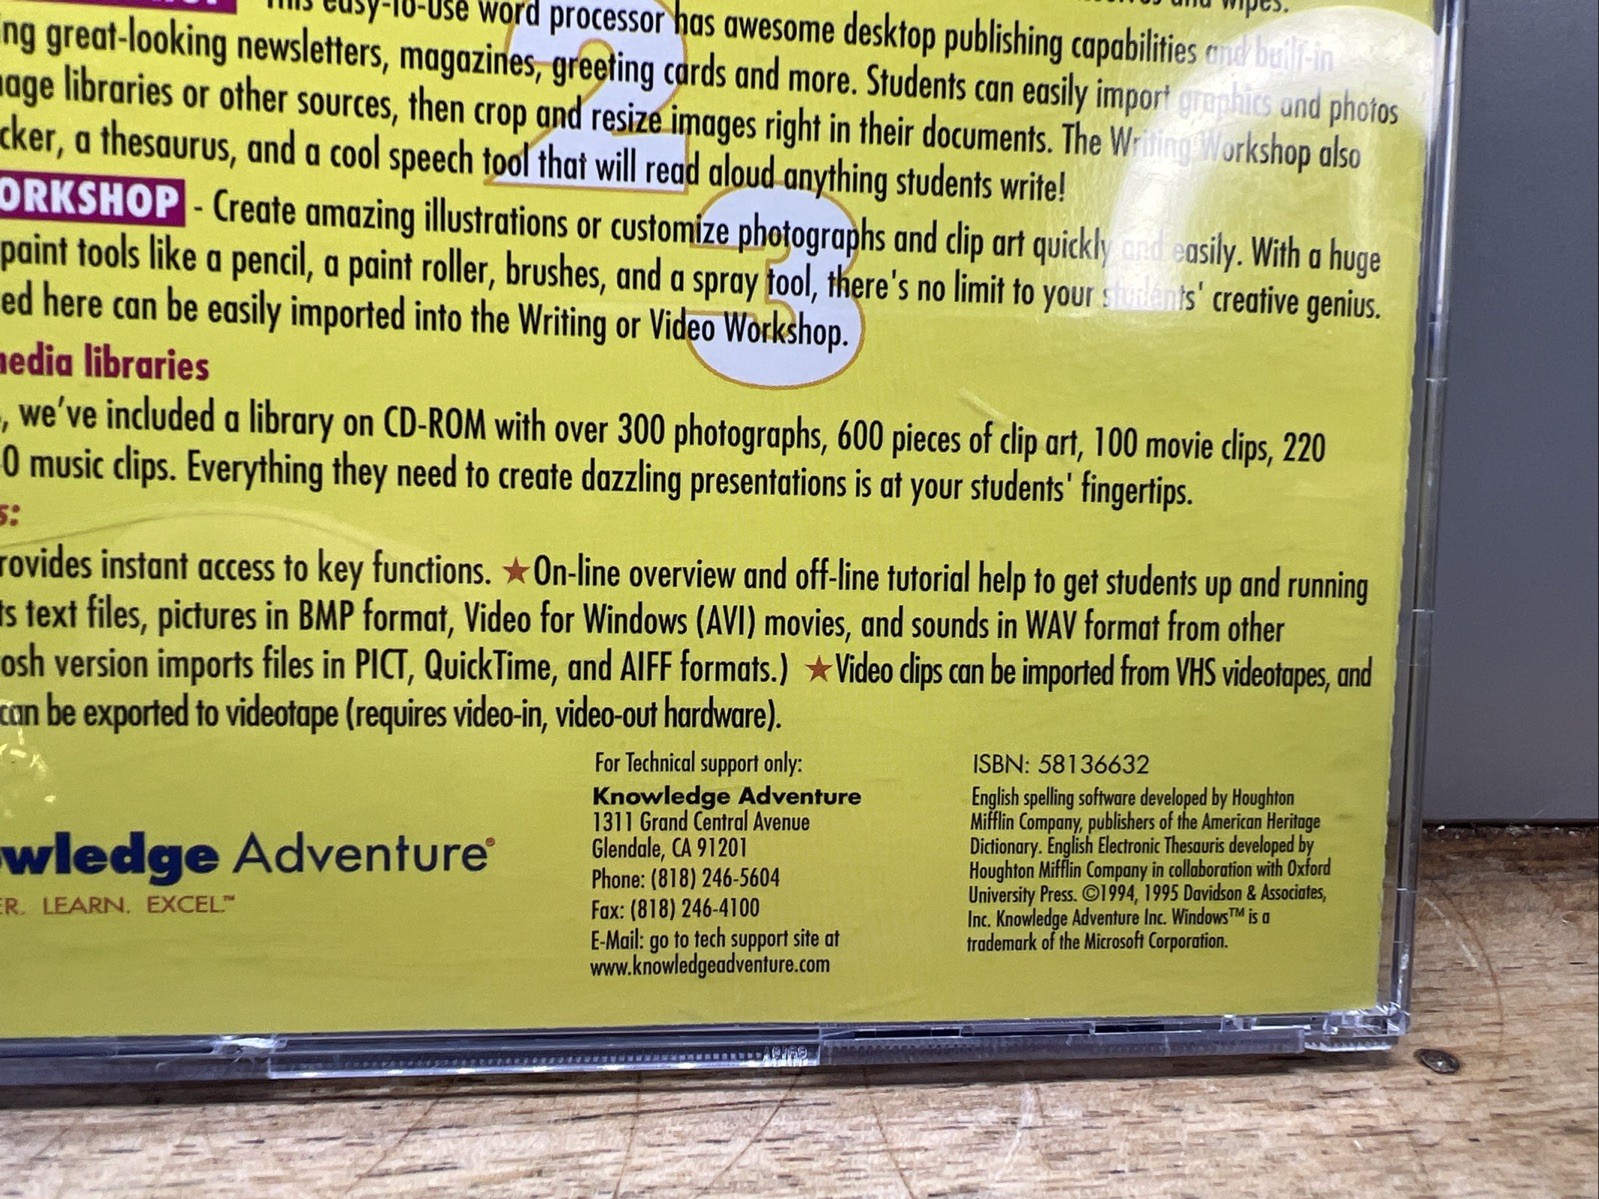 This easy-to-use word processor has awesome desktop publishing capabilities and built-in
ng great-looking newsletters, magazines, greeting cards and more. Students can easily import graphics and photos
age libraries or other sources, then crop and resize images right in their documents. The Writing Workshop also
cker, a thesaurus, and a cool speech tool that will read aloud anything students write!
ORKSHOP - Create amazing illustrations or customize photographs and clip art quickly and easily. With a huge
paint tools like a pencil, a paint roller, brushes, and a spray tool, there's no limit to your students' creative genius.
ed here can be easily imported into the Writing or Video Workshop.
2
3
edia libraries
, we've included a library on CD-ROM with over 300 photographs, 600 pieces of clip art, 100 movie clips, 220
0 music clips. Everything they need to create dazzling presentations is at your students' fingertips.
s:
rovides instant access to key functions. ★On-line overview and off-line tutorial help to get students up and running
ts text files, pictures in BMP format, Video for Windows (AVI) movies, and sounds in WAV format from other
osh version imports files in PICT, QuickTime, and AIFF formats.) ★Video clips can be imported from VHS videotapes, and
can be exported to videotape (requires video-in, video-out hardware).
wledge Adventure®
ER. LEARN. EXCEL™
For Technical support only:
Knowledge Adventure
1311 Grand Central Avenue
Glendale, CA 91201
Phone: (818) 246-5604
Fax: (818) 246-4100
E-Mail: go to tech support site at
www.knowledgeadventure.com
ISBN: 58136632
English spelling software developed by Houghton
Mifflin Company, publishers of the American Heritage
Dictionary. English Electronic Thesauris developed by
Houghton Mifflin Company in collaboration with Oxford
University Press. ©1994, 1995 Davidson & Associates,
Inc. Knowledge Adventure Inc. Windows™ is a
trademark of the Microsoft Corporation.